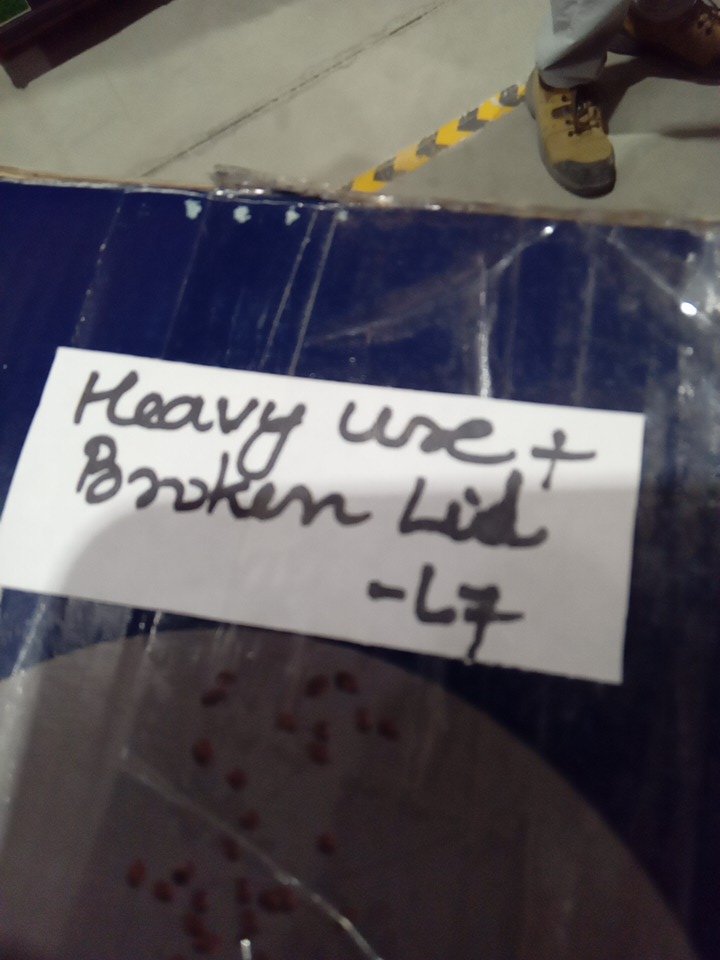 Heavy use +
Broken Lid
-L7